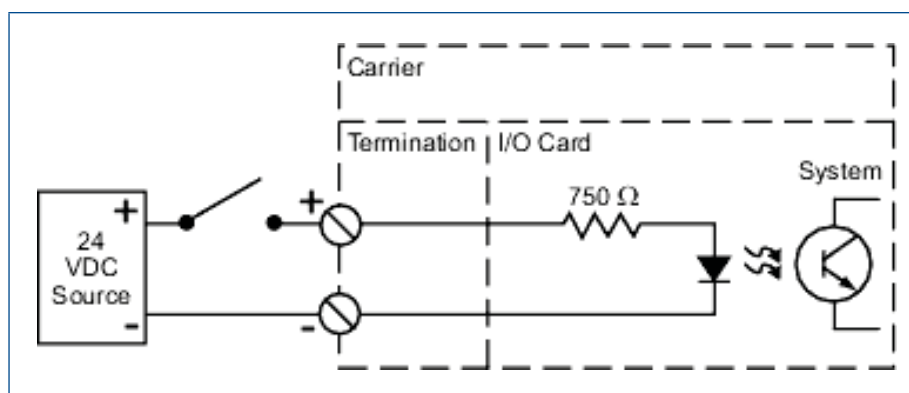 Carrier
Termination
I/O Card
System
750 Ω
+
+
24
VDC
Source
-
-